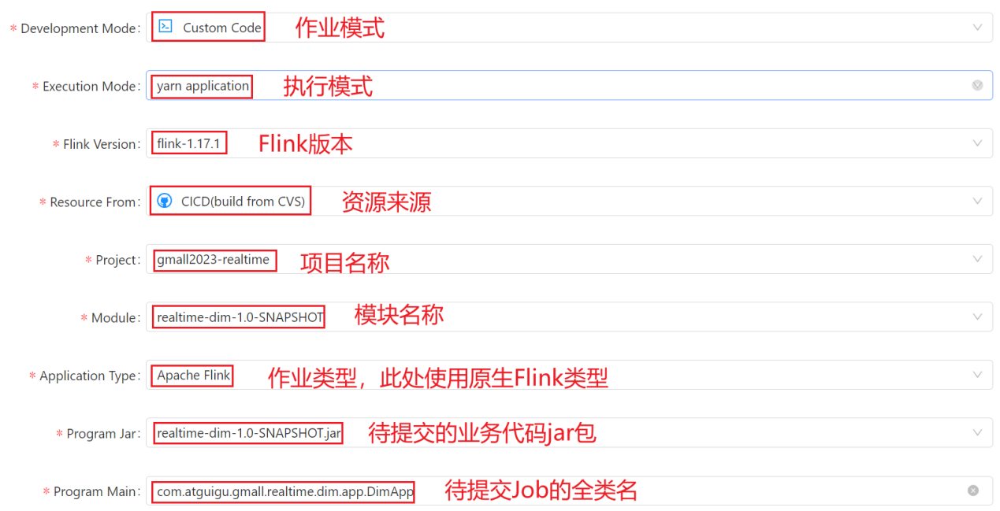 * Development Mode: Custom Code 作业模式
* Execution Mode: yarn application 执行模式
* Flink Version: flink-1.17.1 Flink版本
* Resource From: CICD(build from CVS) 资源来源
* Project: gmall2023-realtime 项目名称
* Module: realtime-dim-1.0-SNAPSHOT 模块名称
* Application Type: Apache Flink 作业类型，此处使用原生Flink类型
* Program Jar: realtime-dim-1.0-SNAPSHOT.jar 待提交的业务代码jar包
* Program Main: com.atguigu.gmall.realtime.dim.app.DimApp 待提交Job的全类名